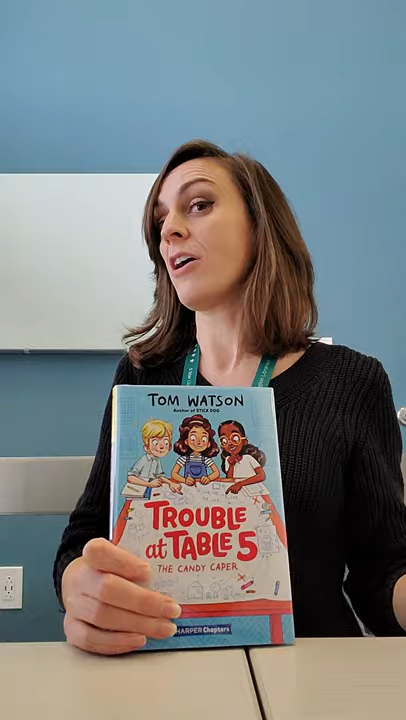 TOM WATSON
Author of STICK DOG
TROUBLE
at TABLE 5
THE CANDY CAPER
HARPER Chapters